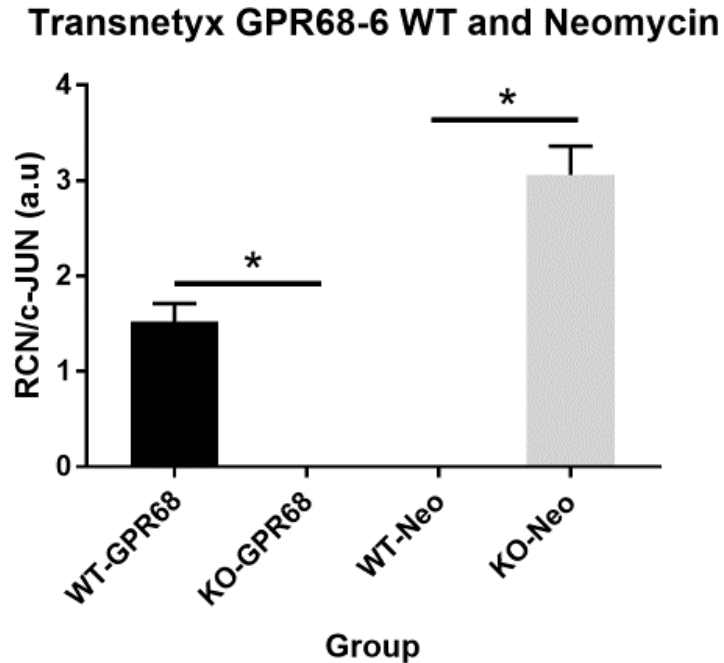 Transnetyx GPR68-6 WT and Neomycin
RCN/c-JUN (a.u)
4
3
2
1
0
*
*
WT-GPR68
KO-GPR68
WT-Neo
KO-Neo
Group